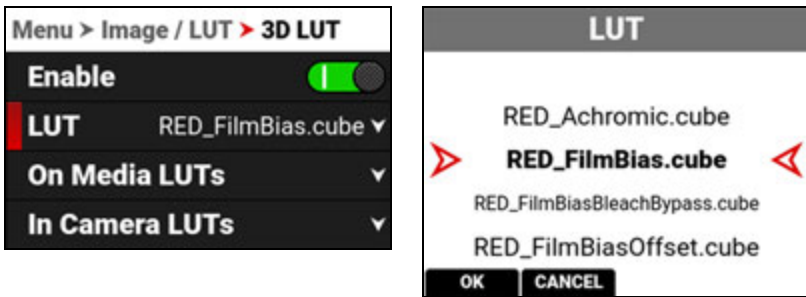 Menu > Image / LUT > 3D LUT
Enable
LUT RED_FilmBias.cube
On Media LUTs
In Camera LUTs
LUT
RED_Achromic.cube
RED_FilmBias.cube
RED_FilmBiasBleachBypass.cube
RED_FilmBiasOffset.cube
OK CANCEL